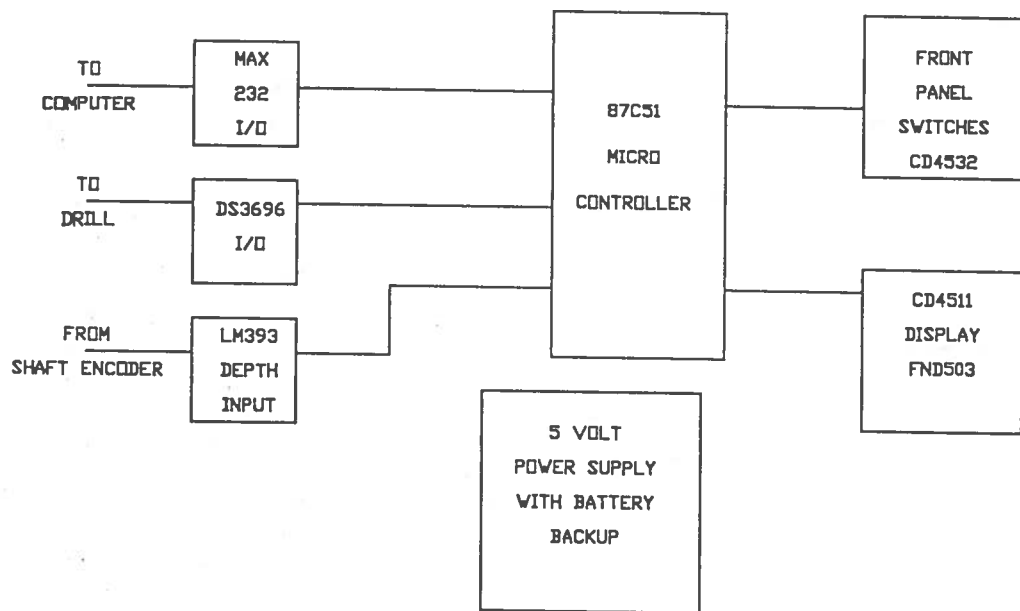 TO
COMPUTER
MAX
232
I/O
TO
DRILL
DS3696
I/O
FROM
SHAFT ENCODER
LM393
DEPTH
INPUT
87C51
MICRO
CONTROLLER
FRONT
PANEL
SWITCHES
CD4532
CD4511
DISPLAY
FND503
5 VOLT
POWER SUPPLY
WITH BATTERY
BACKUP